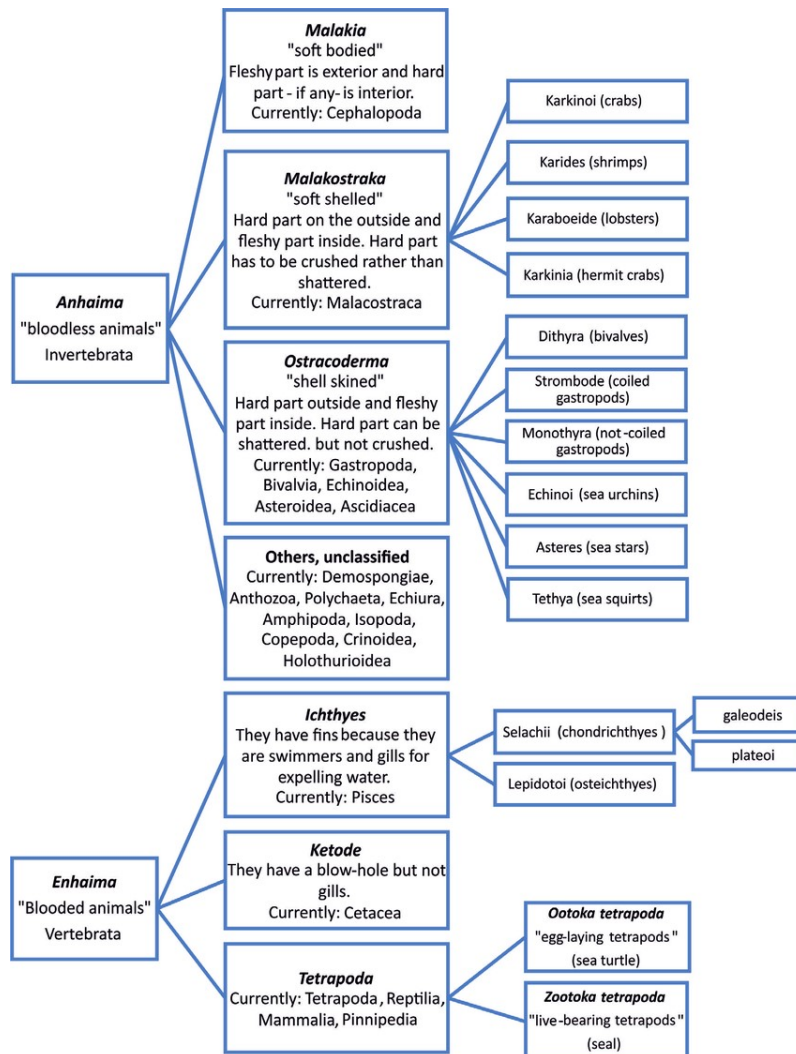 Malakia
"soft bodied"
Fleshy part is exterior and hard
part - if any- is interior.
Currently: Cephalopoda
Malakostraka
"soft shelled"
Hard part on the outside and
fleshy part inside. Hard part
has to be crushed rather than
shattered.
Currently: Malacostraca
Karkinoi (crabs)
Karides (shrimps)
Karaboeide (lobsters)
Karkinia (hermit crabs)
Anhaima
"bloodless animals"
Invertebrata
Ostracoderma
"shell skined"
Hard part outside and fleshy
part inside. Hard part can be
shattered. but not crushed.
Currently: Gastropoda,
Bivalvia, Echinoidea,
Asteroidea, Ascidiacea
Dithyra (bivalves)
Strombode (coiled
gastropods)
Monothyra (not-coiled
gastropods)
Echinoi (sea urchins)
Asteres (sea stars)
Tethya (sea squirts)
Others, unclassified
Currently: Demospongiae,
Anthozoa, Polychaeta, Echiura,
Amphipoda, Isopoda,
Copepoda, Crinoidea,
Holothurioidea
Ichthyes
They have fins because they
are swimmers and gills for
expelling water.
Currently: Pisces
Selachii (chondrichthyes )
galeodeis
plateoi
Lepidotoi (osteichthyes)
Enhaima
"Blooded animals"
Vertebrata
Ketode
They have a blow-hole but not
gills.
Currently: Cetacea
Tetrapoda
Currently: Tetrapoda, Reptilia,
Mammalia, Pinnipedia
Ootoka tetrapoda
"egg-laying tetrapods"
(sea turtle)
Zootoka tetrapoda
"live-bearing tetrapods"
(seal)